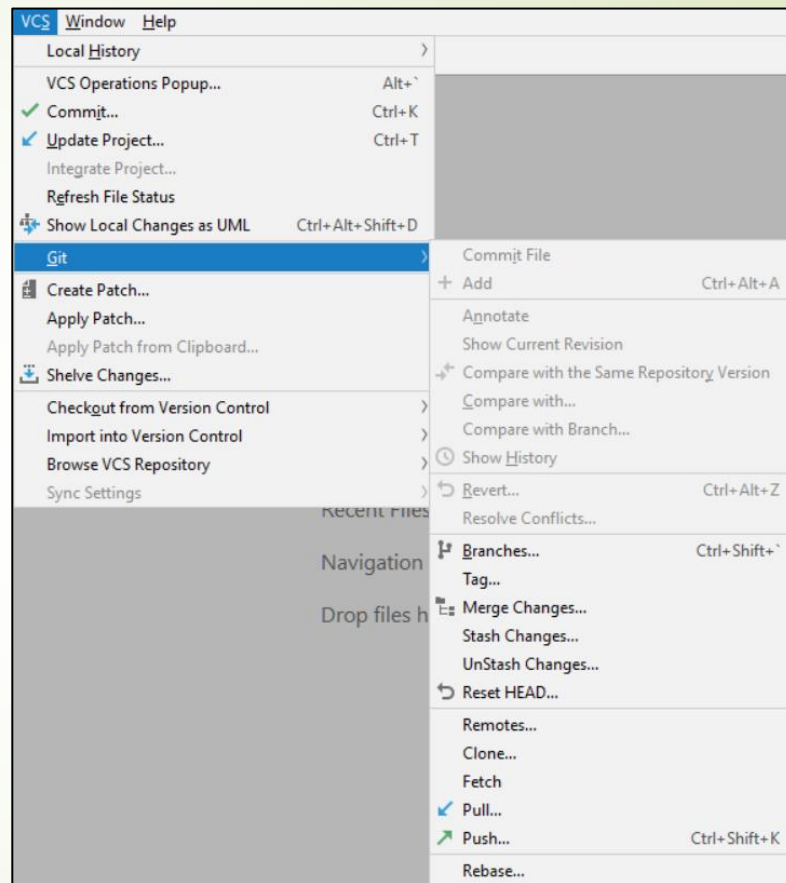 VCS Window Help
Local History
VCS Operations Popup... Alt+`
Commit... Ctrl+K
Update Project... Ctrl+T
Integrate Project...
Refresh File Status
Show Local Changes as UML Ctrl+Alt+Shift+D
Git
Create Patch...
Apply Patch...
Apply Patch from Clipboard...
Shelve Changes...
Checkout from Version Control
Import into Version Control
Browse VCS Repository
Sync Settings
Recent Files
Navigation
Drop files h
Commit File
Add Ctrl+Alt+A
Annotate
Show Current Revision
Compare with the Same Repository Version
Compare with...
Compare with Branch...
Show History
Revert... Ctrl+Alt+Z
Resolve Conflicts...
Branches... Ctrl+Shift+`
Tag...
Merge Changes...
Stash Changes...
UnStash Changes...
Reset HEAD...
Remotes...
Clone...
Fetch
Pull...
Push... Ctrl+Shift+K
Rebase...